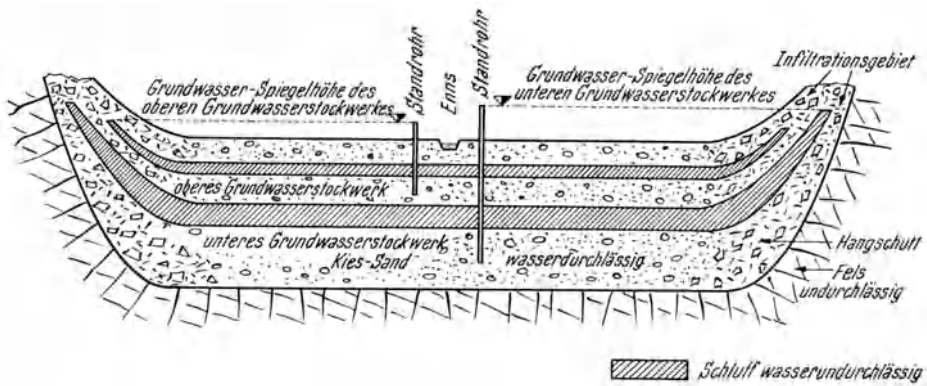 Grundwasser-Spiegelhöhe des
oberen Grundwasserstockwerkes
Standrohr
Enns
Standrohr
Grundwasser-Spiegelhöhe des
unteren Grundwasserstockwerkes
Infiltrationsgebiet
oberes Grundwasserstockwerk
unteres Grundwasserstockwerk
Kies-Sand
wasserdurchlässig
Hangschutt
Fels
undurchlässig
Schluff wasserundurchlässig